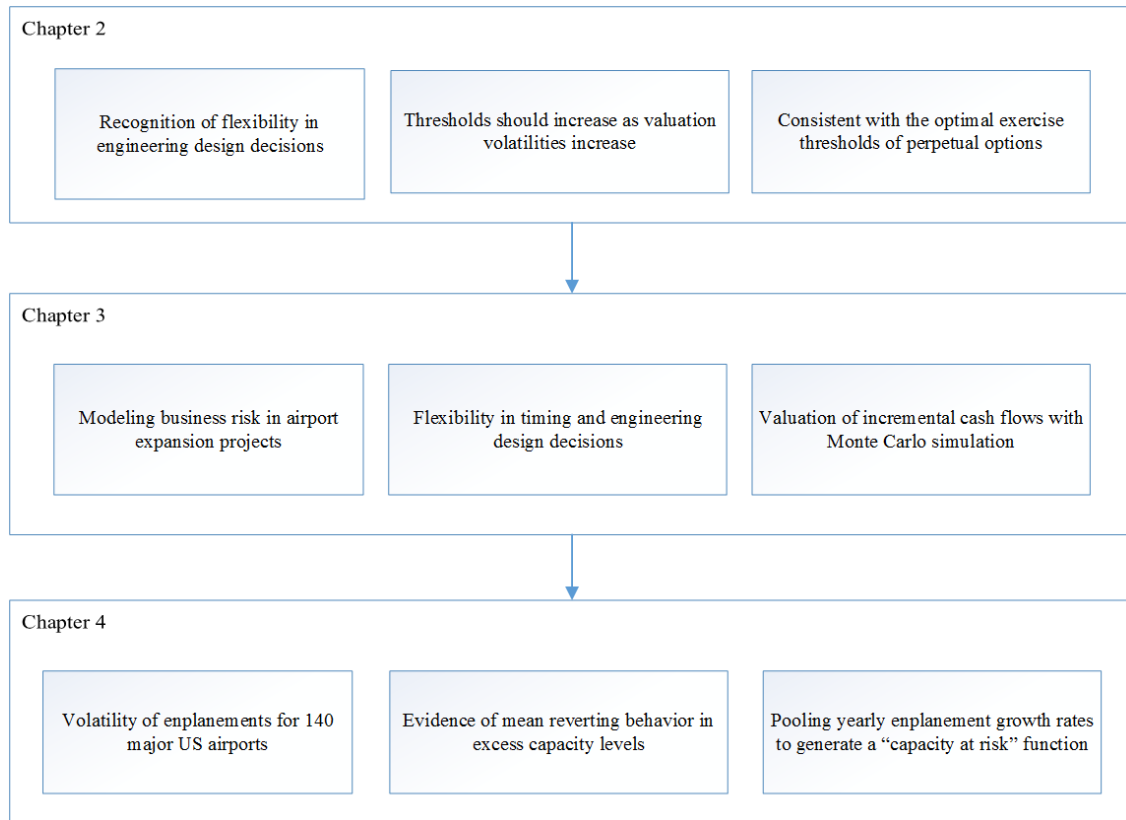 Chapter 2
Recognition of flexibility in
engineering design decisions
Thresholds should increase as valuation
volatilities increase
Consistent with the optimal exercise
thresholds of perpetual options
Chapter 3
Modeling business risk in airport
expansion projects
Flexibility in timing and engineering
design decisions
Valuation of incremental cash flows with
Monte Carlo simulation
Chapter 4
Volatility of enplanements for 140
major US airports
Evidence of mean reverting behavior in
excess capacity levels
Pooling yearly enplanement growth rates
to generate a “capacity at risk” function